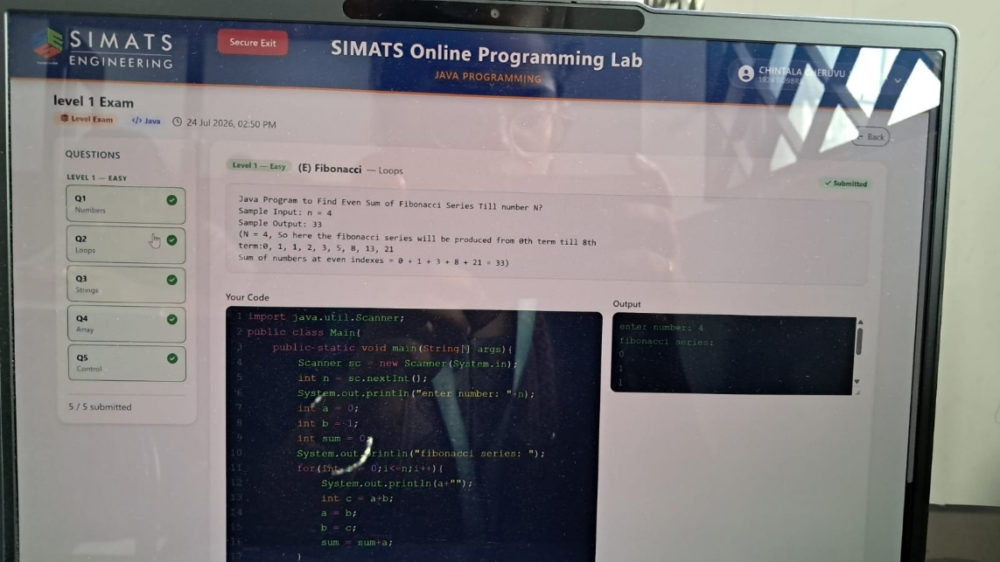 SIMATS
ENGINEERING
Secure Exit
SIMATS Online Programming Lab
JAVA PROGRAMMING
CHINTALA CHERUVU
level 1 Exam
Level Exam
</> Java
24 Jul 2026, 02:50 PM
Back
QUESTIONS
LEVEL 1 — EASY
Q1
Numbers
Q2
Loops
Q3
Strings
Q4
Array
Q5
Control
5 / 5 submitted
Level 1 — Easy
(E) Fibonacci — Loops
Submitted
Java Program to Find Even Sum of Fibonacci Series Till number N?
Sample Input: n = 4
Sample Output: 33
(N = 4, So here the fibonacci series will be produced from 0th term till 8th
term:0, 1, 1, 2, 3, 5, 8, 13, 21
Sum of numbers at even indexes = 0 + 1 + 3 + 8 + 21 = 33)
Your Code
1 import java.util.Scanner;
2 public class Main{
3 public static void main(String[] args){
4 Scanner sc = new Scanner(System.in);
5 int n = sc.nextInt();
6 System.out.println("enter number: "+n);
7 int a = 0;
8 int b = 1;
9 int sum = 0;
10 System.out.println("fibonacci series: ");
11 for(int = 0;i<=n;i++){
12 System.out.println(a+"");
13 int c = a+b;
14 a = b;
15 b = c;
16 sum = sum+a;
17 }
Output
enter number: 4
fibonacci series:
0
1
1